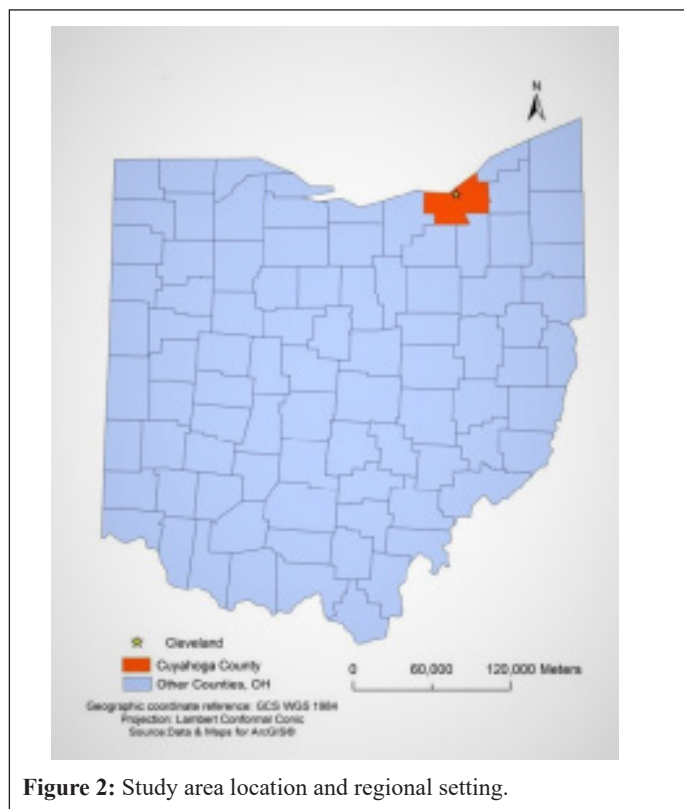 N
Cleveland
Cuyahoga County
Other Counties, OH
0 60,000 120,000 Meters
Geographic coordinate reference: GCS WGS 1984
Projection: Lambert Conformal Conic
Source:Data & Maps for ArcGIS®
Figure 2: Study area location and regional setting.